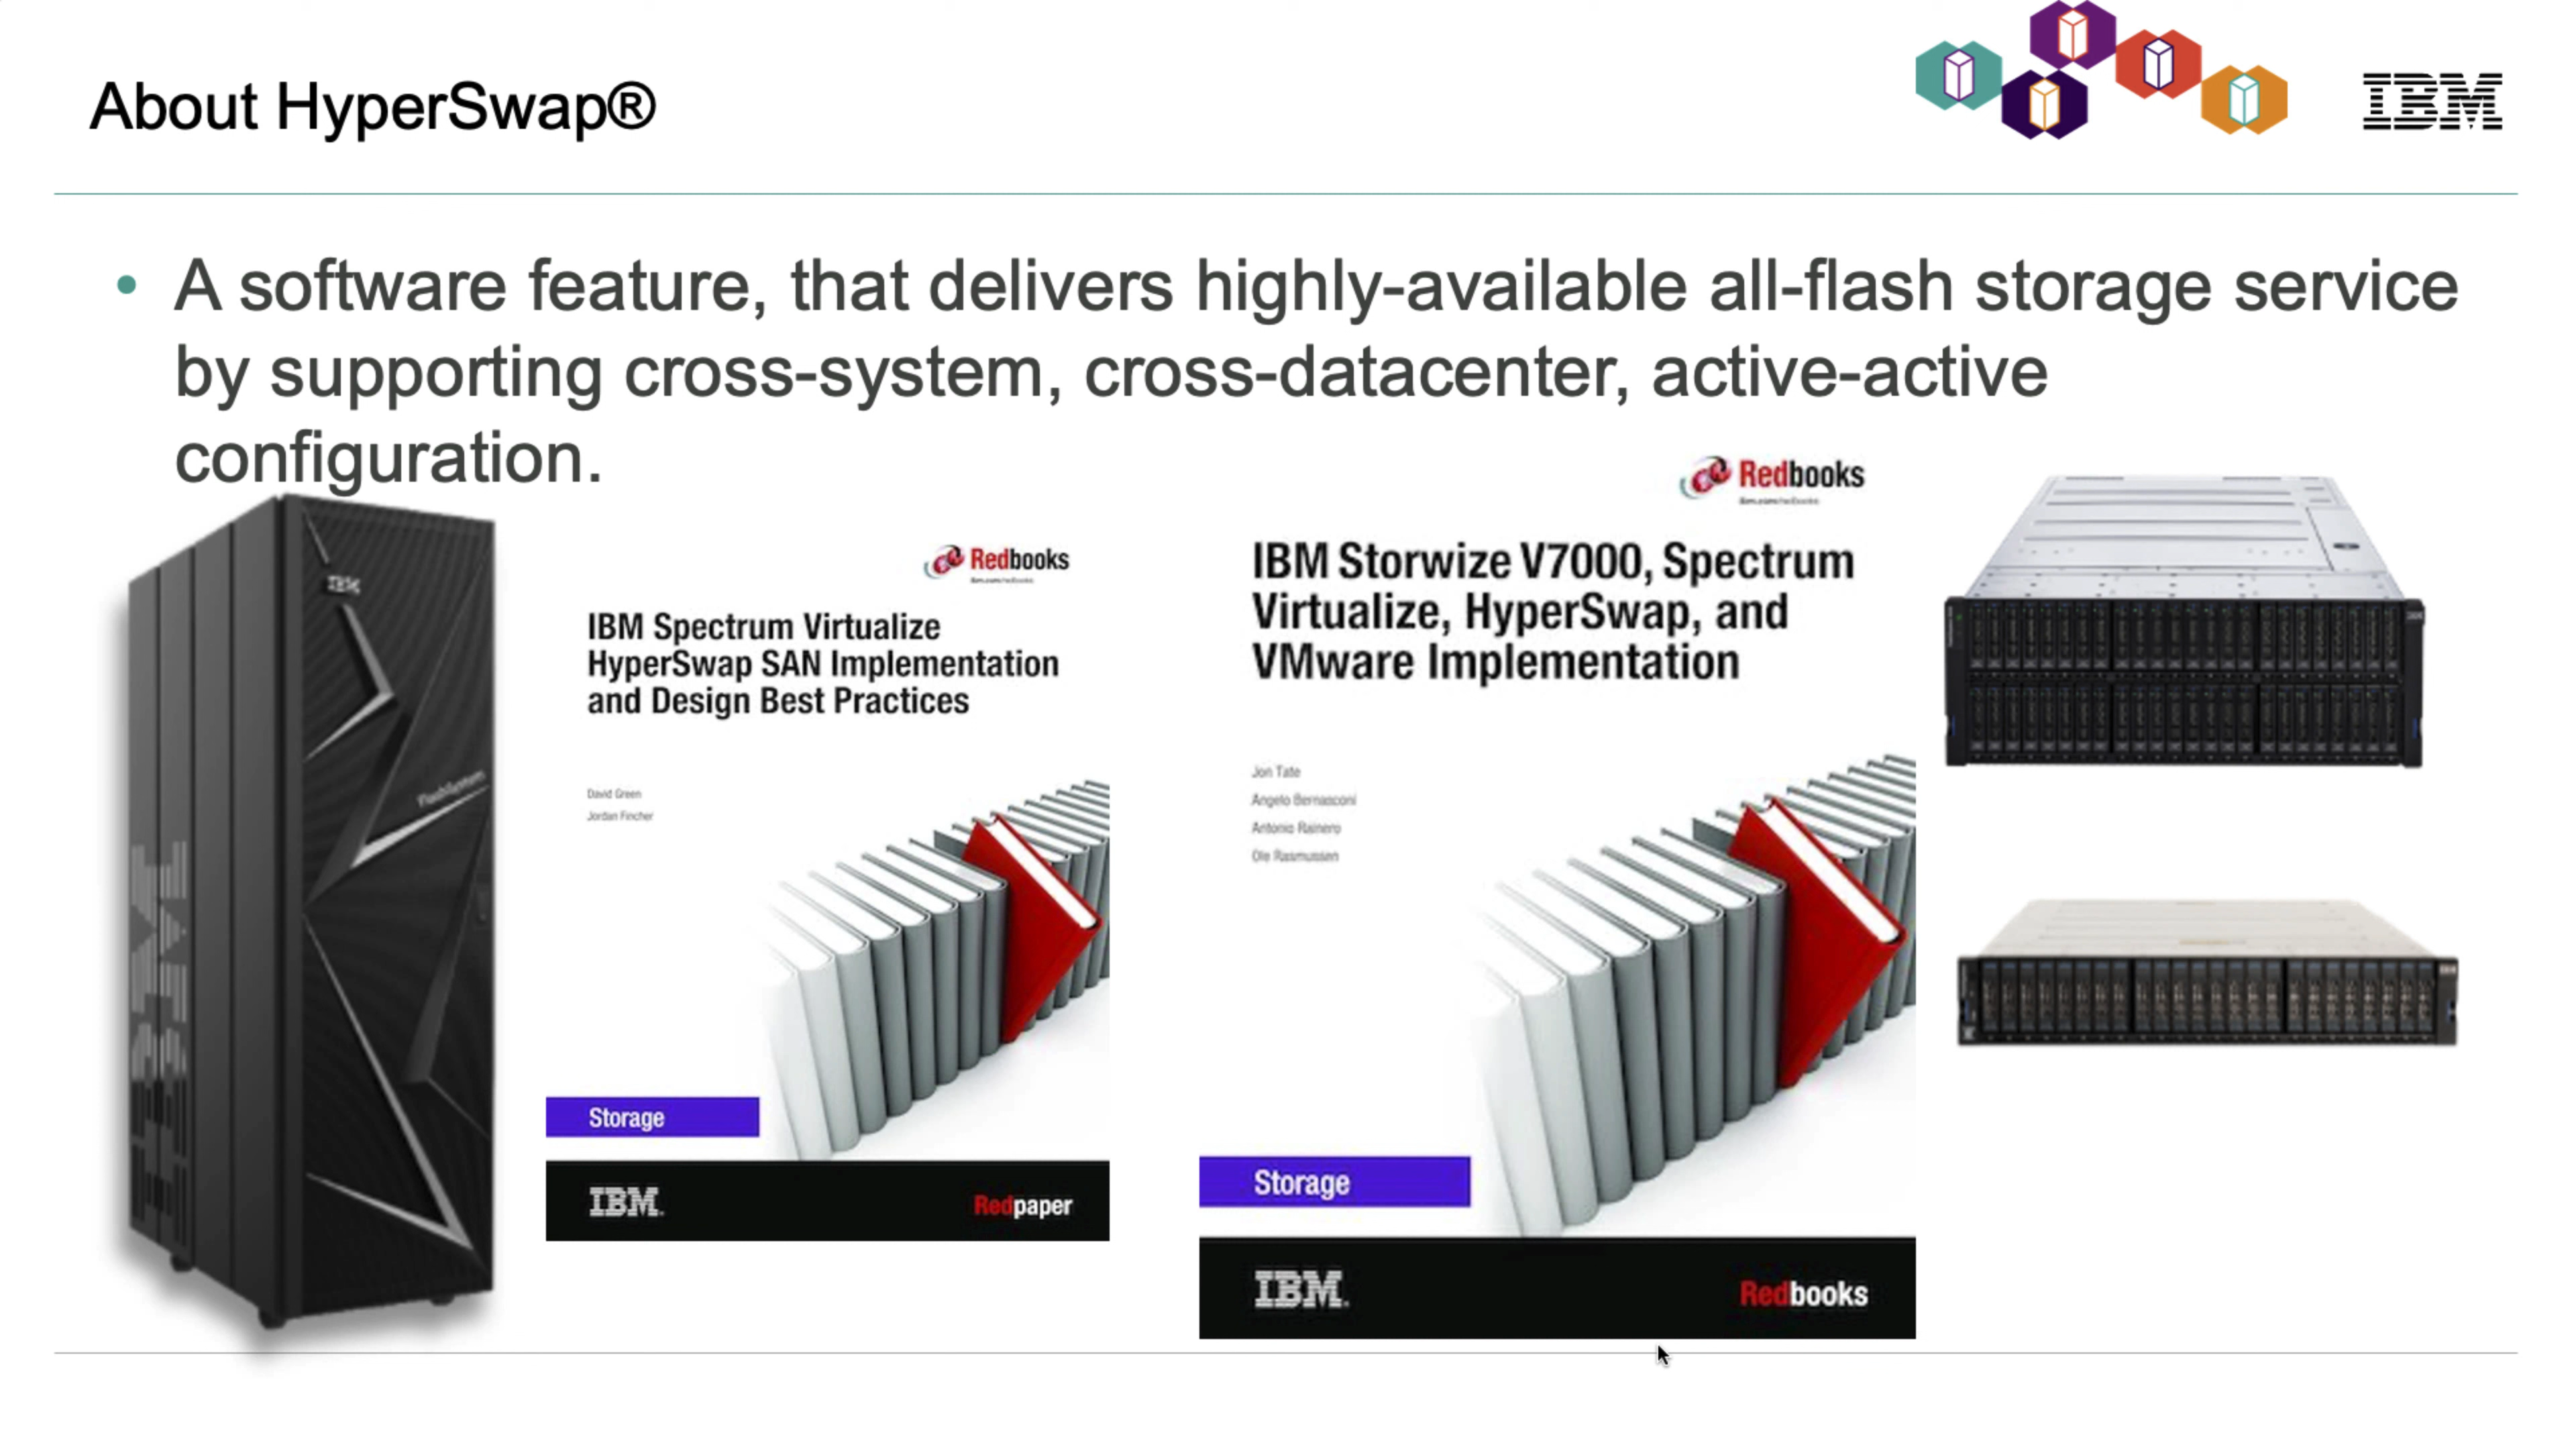 About HyperSwap®
IBM
• A software feature, that delivers highly-available all-flash storage service
by supporting cross-system, cross-datacenter, active-active
configuration.
IBM
FlashSystem
IBM
Redbooks
IBM Spectrum Virtualize
HyperSwap SAN Implementation
and Design Best Practices
David Green
Jordan Fincher
Storage
IBM.
Redpaper
Redbooks
IBM Storwize V7000, Spectrum
Virtualize, HyperSwap, and
VMware Implementation
Jon Tate
Angelo Bernasconi
Antonio Rainero
Ole Rasmussen
Storage
IBM.
Redbooks